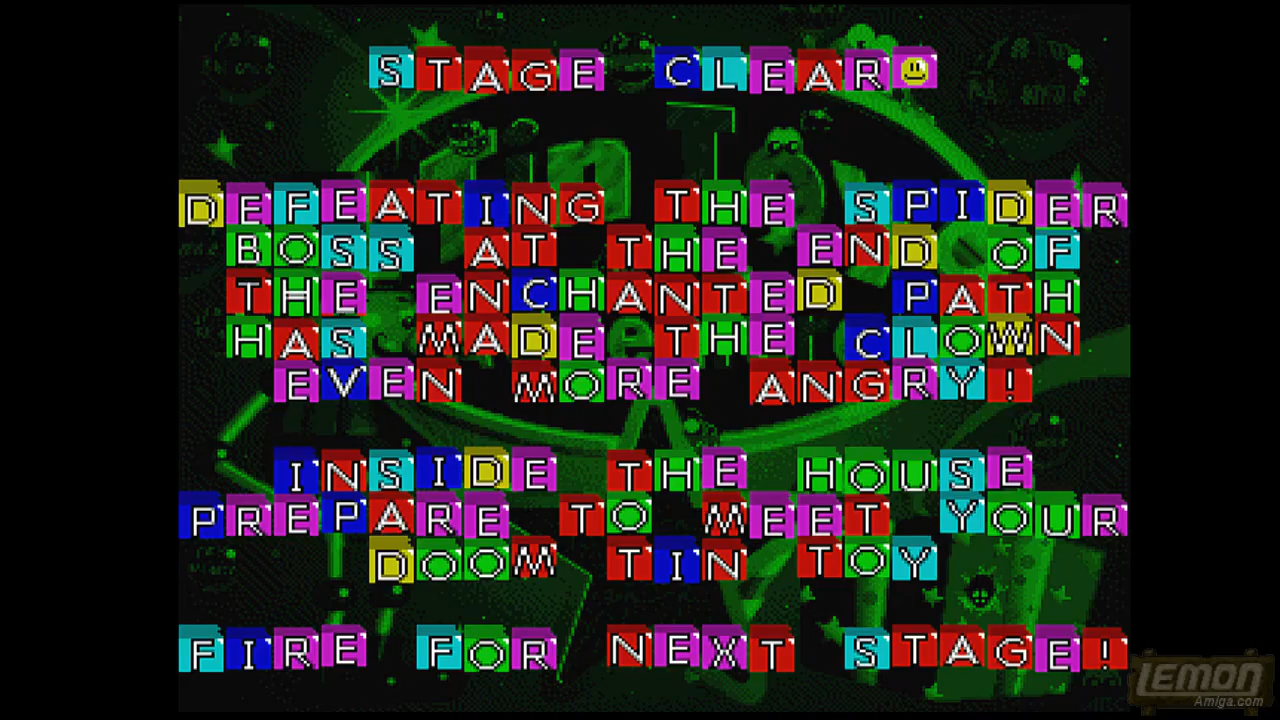 STAGE CLEAR☺
DEFEATING THE SPIDER
BOSS AT THE END OF
THE ENCHANTED PATH
HAS MADE THE CLOWN
EVEN MORE ANGRY!
INSIDE THE HOUSE
PREPARE TO MEET YOUR
DOOM TIN TOY
FIRE FOR NEXT STAGE!
LEMON
Amiga.com